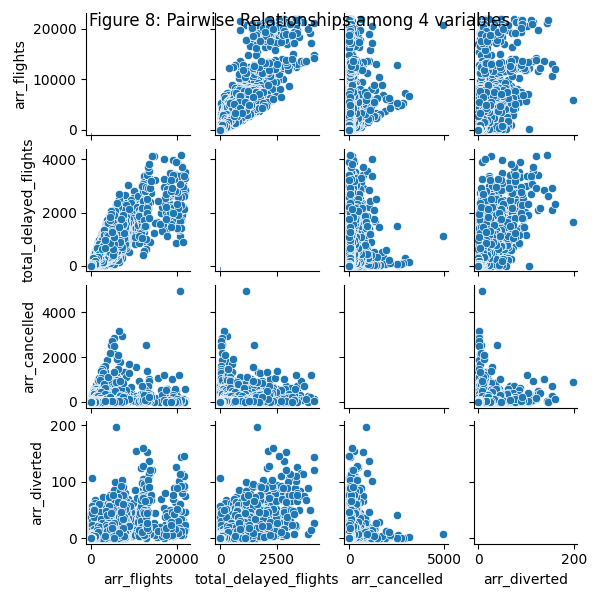 Figure 8: Pairwise Relationships among 4 variables
20000
10000
0
arr_flights
4000
2000
0
total_delayed_flights
4000
2000
0
arr_cancelled
200
100
0
arr_diverted
0 20000
0 2500
0 5000
0 200
arr_flights
total_delayed_flights
arr_cancelled
arr_diverted